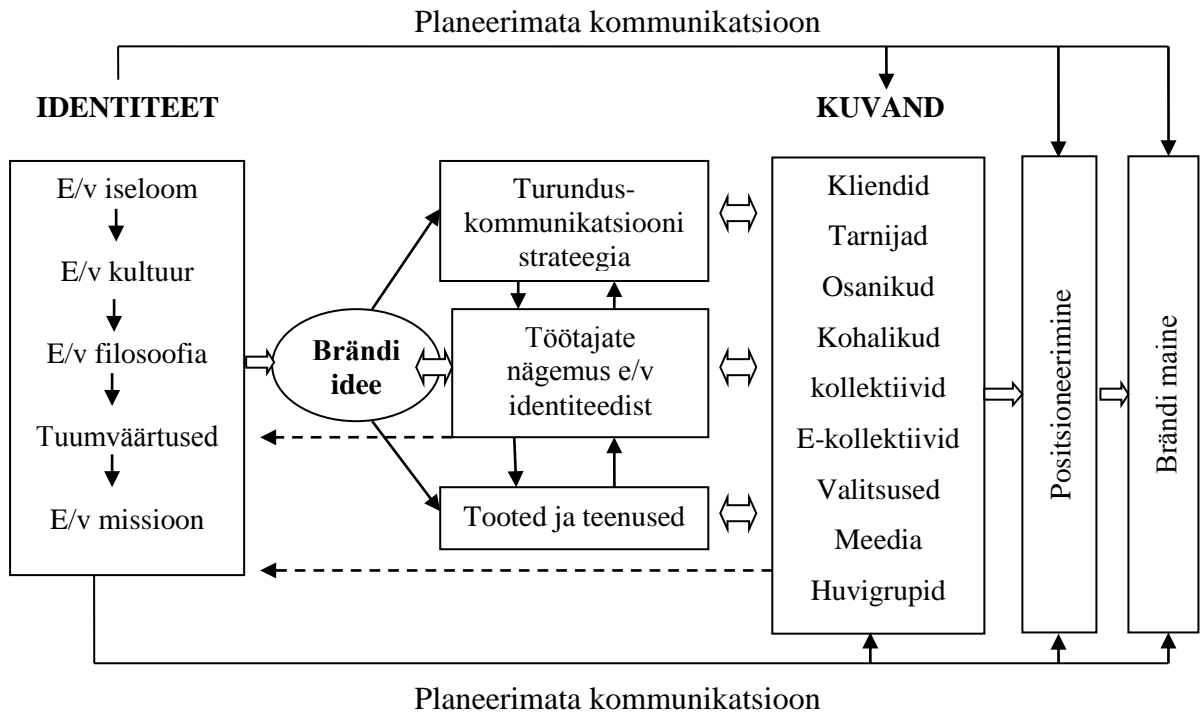 Planeerimata kommunikatsioon
IDENTITEET
KUVAND
E/v iseloom
E/v kultuur
E/v filosoofia
Tuumväärtused
E/v missioon
Brändi
idee
Turundus-
kommunikatsiooni
strateegia
Töötajate
nägemus e/v
identiteedist
Tooted ja teenused
Kliendid
Tarnijad
Osanikud
Kohalikud
kollektiivid
E-kollektiivid
Valitsused
Meedia
Huvigrupid
Positsioneerimine
Brändi maine
Planeerimata kommunikatsioon